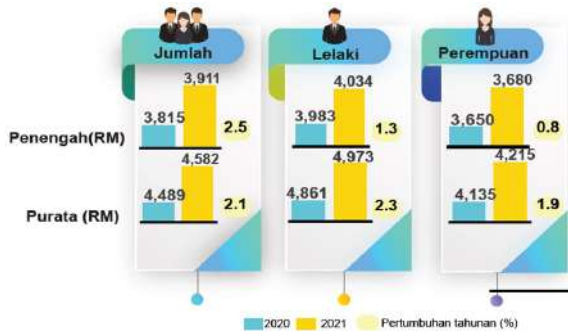 Jumlah Lelaki Perempuan
3,911 4,034 3,680
3,815 2.5 3,983 1.3 3,650 0.8
Penengah(RM)
4,582 4,973 4,215
4,489 2.1 4,861 2.3 4,135 1.9
Purata (RM)
2020 2021 Pertumbuhan tahunan (%)